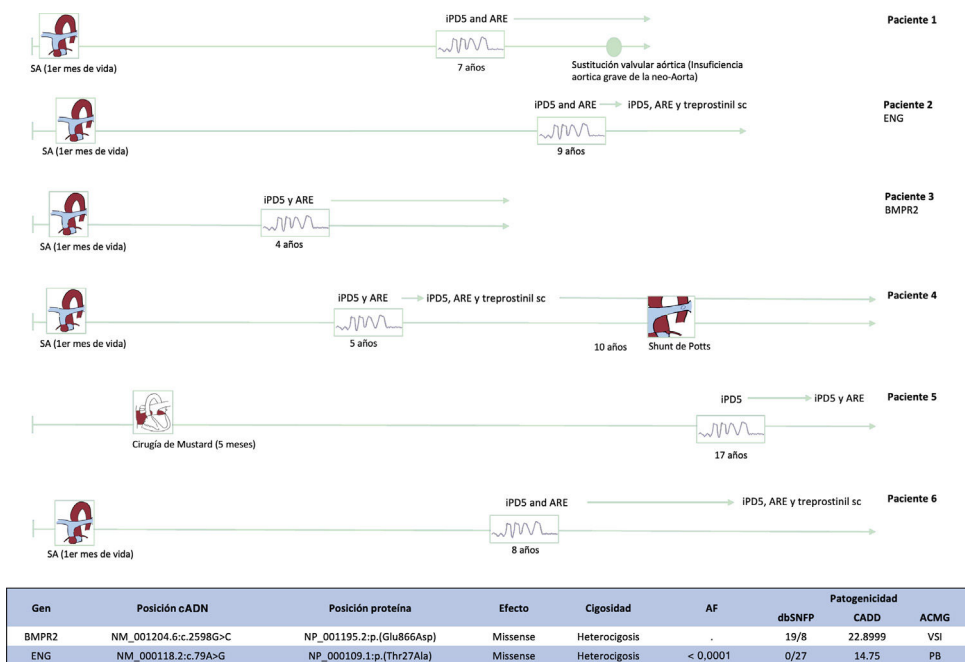 iPD5 and ARE
Paciente 1
SA (1er mes de vida)
7 años
Sustitución valvular aórtica (Insuficiencia
aortica grave de la neo-Aorta)
iPD5 and ARE iPD5, ARE y treprostinil sc
Paciente 2
ENG
SA (1er mes de vida)
9 años
iPD5 y ARE
Paciente 3
BMPR2
SA (1er mes de vida)
4 años
iPD5 y ARE iPD5, ARE y treprostinil sc
Paciente 4
SA (1er mes de vida)
5 años
10 años
Shunt de Potts
iPD5 iPD5 y ARE
Paciente 5
Cirugía de Mustard (5 meses)
17 años
iPD5 and ARE iPD5, ARE y treprostinil sc
Paciente 6
SA (1er mes de vida)
8 años
Gen Posición cADN Posición proteína Efecto Cigosidad AF Patogenicidad
dbSNFP CADD ACMG
BMPR2 NM_001204.6:c.2598G>C NP_001195.2:p.(Glu866Asp) Missense Heterocigosis . 19/8 22.8999 VSI
ENG NM_000118.2:c.79A>G NP_000109.1:p.(Thr27Ala) Missense Heterocigosis < 0,0001 0/27 14.75 PB